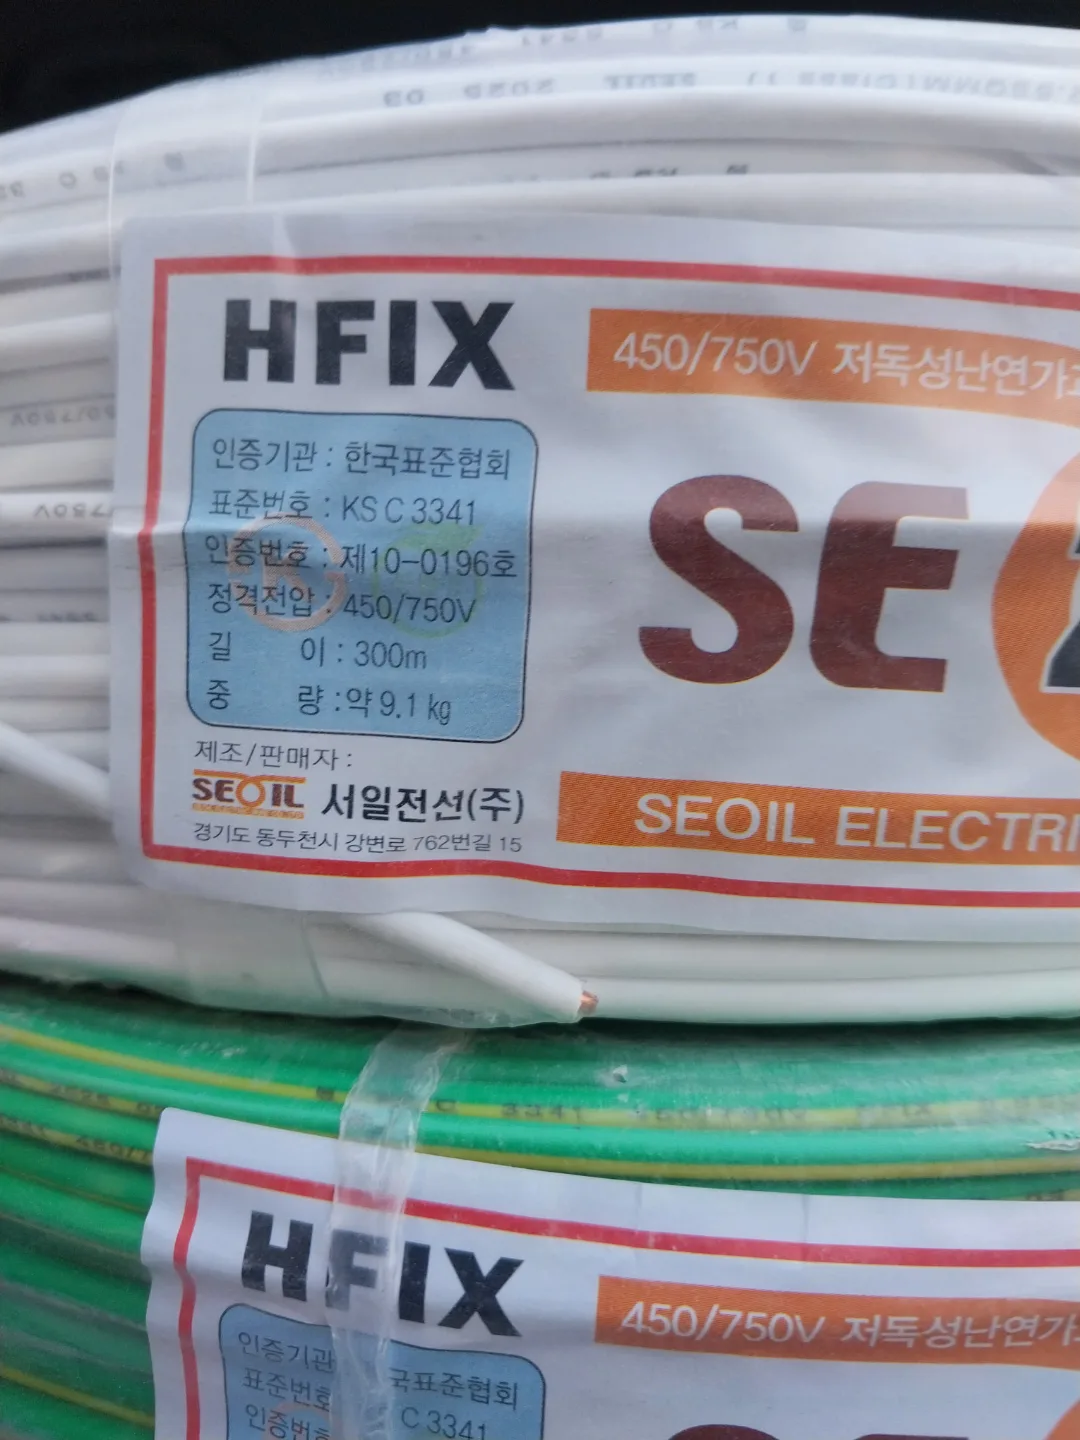 HFIX
450/750V 저독성난연가
인증기관 : 한국표준협회
표준번호 : KS C 3341
인증번호 : 제10-0196호
정격전압 : 450/750V
길 이 : 300m
중 량 : 약 9.1 kg
제조/판매자 :
SEOIL 서일전선(주)
경기도 동두천시 강변로 762번길 15
SE
SEOIL ELECTRI
HFIX
450/750V 저독성난연가
인증기관 국표준협회
표준번호 C 3341
인증번호